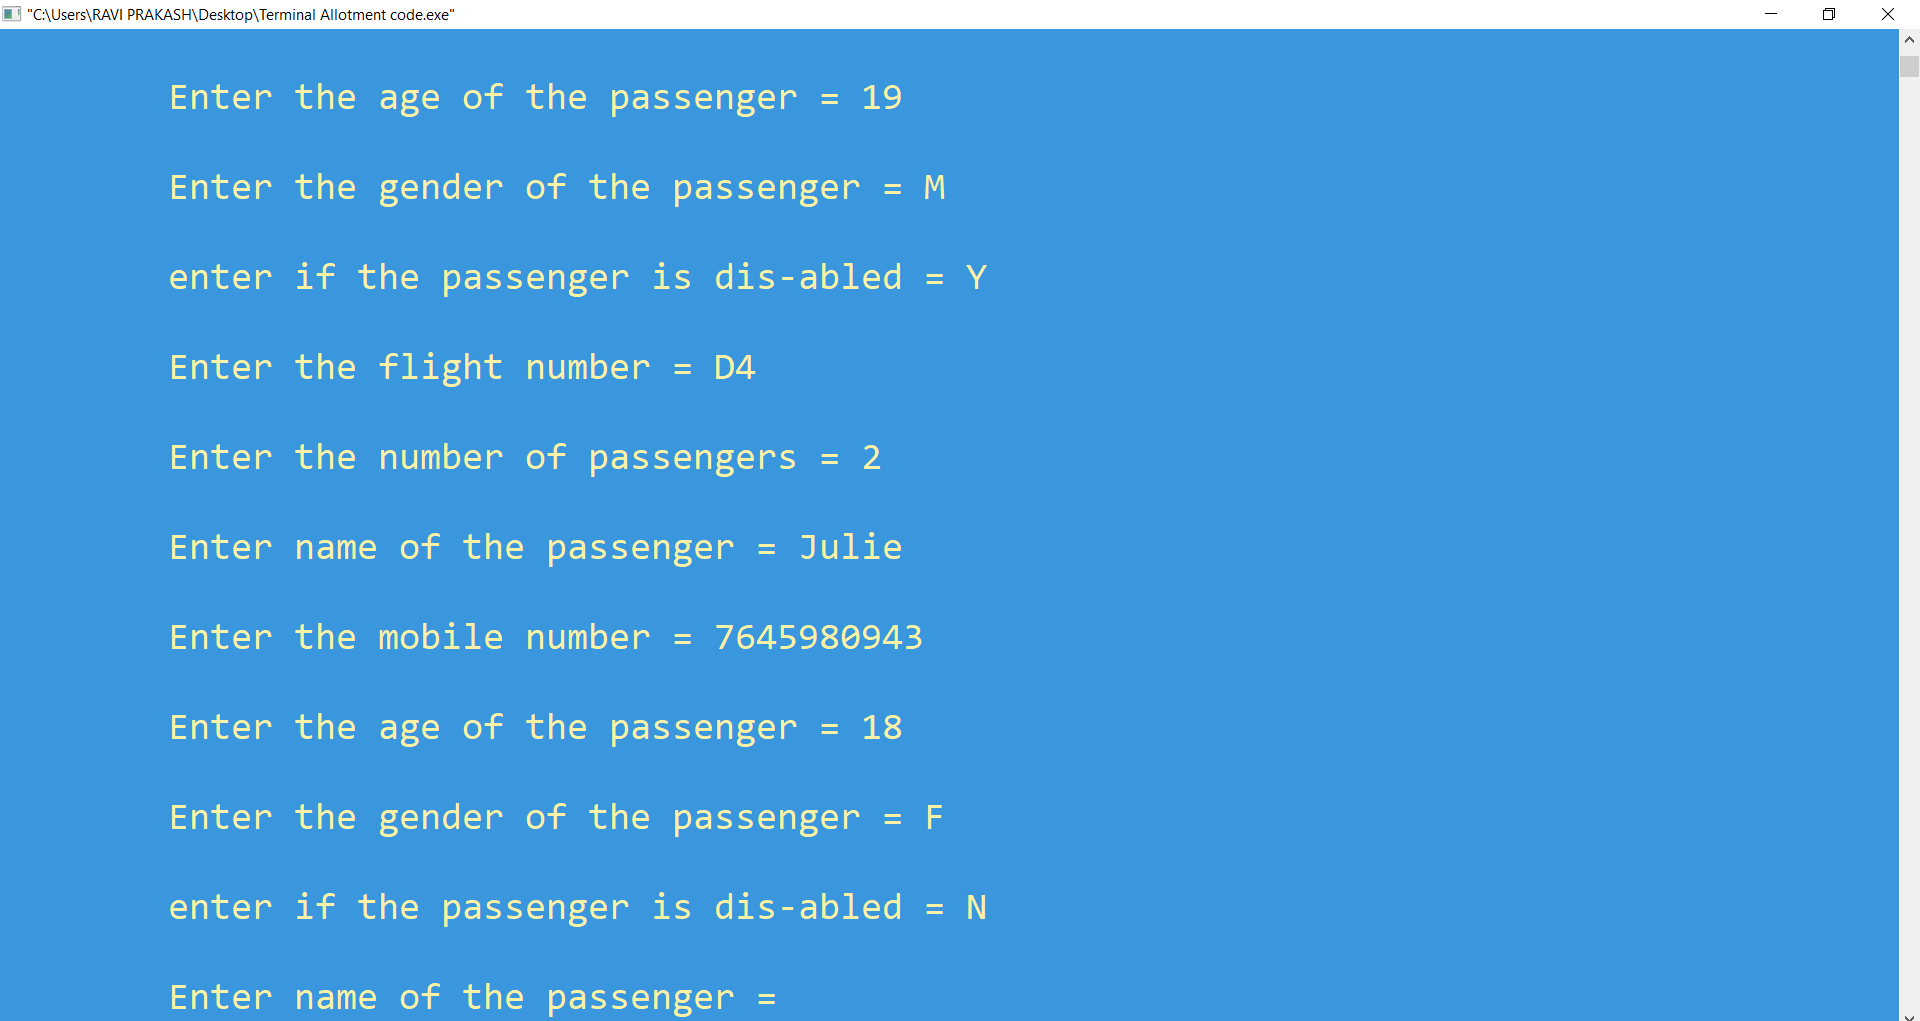 "C:\Users\RAVI PRAKASH\Desktop\Terminal Allotment code.exe"
Enter the age of the passenger = 19
Enter the gender of the passenger = M
enter if the passenger is dis-abled = Y
Enter the flight number = D4
Enter the number of passengers = 2
Enter name of the passenger = Julie
Enter the mobile number = 7645980943
Enter the age of the passenger = 18
Enter the gender of the passenger = F
enter if the passenger is dis-abled = N
Enter name of the passenger =